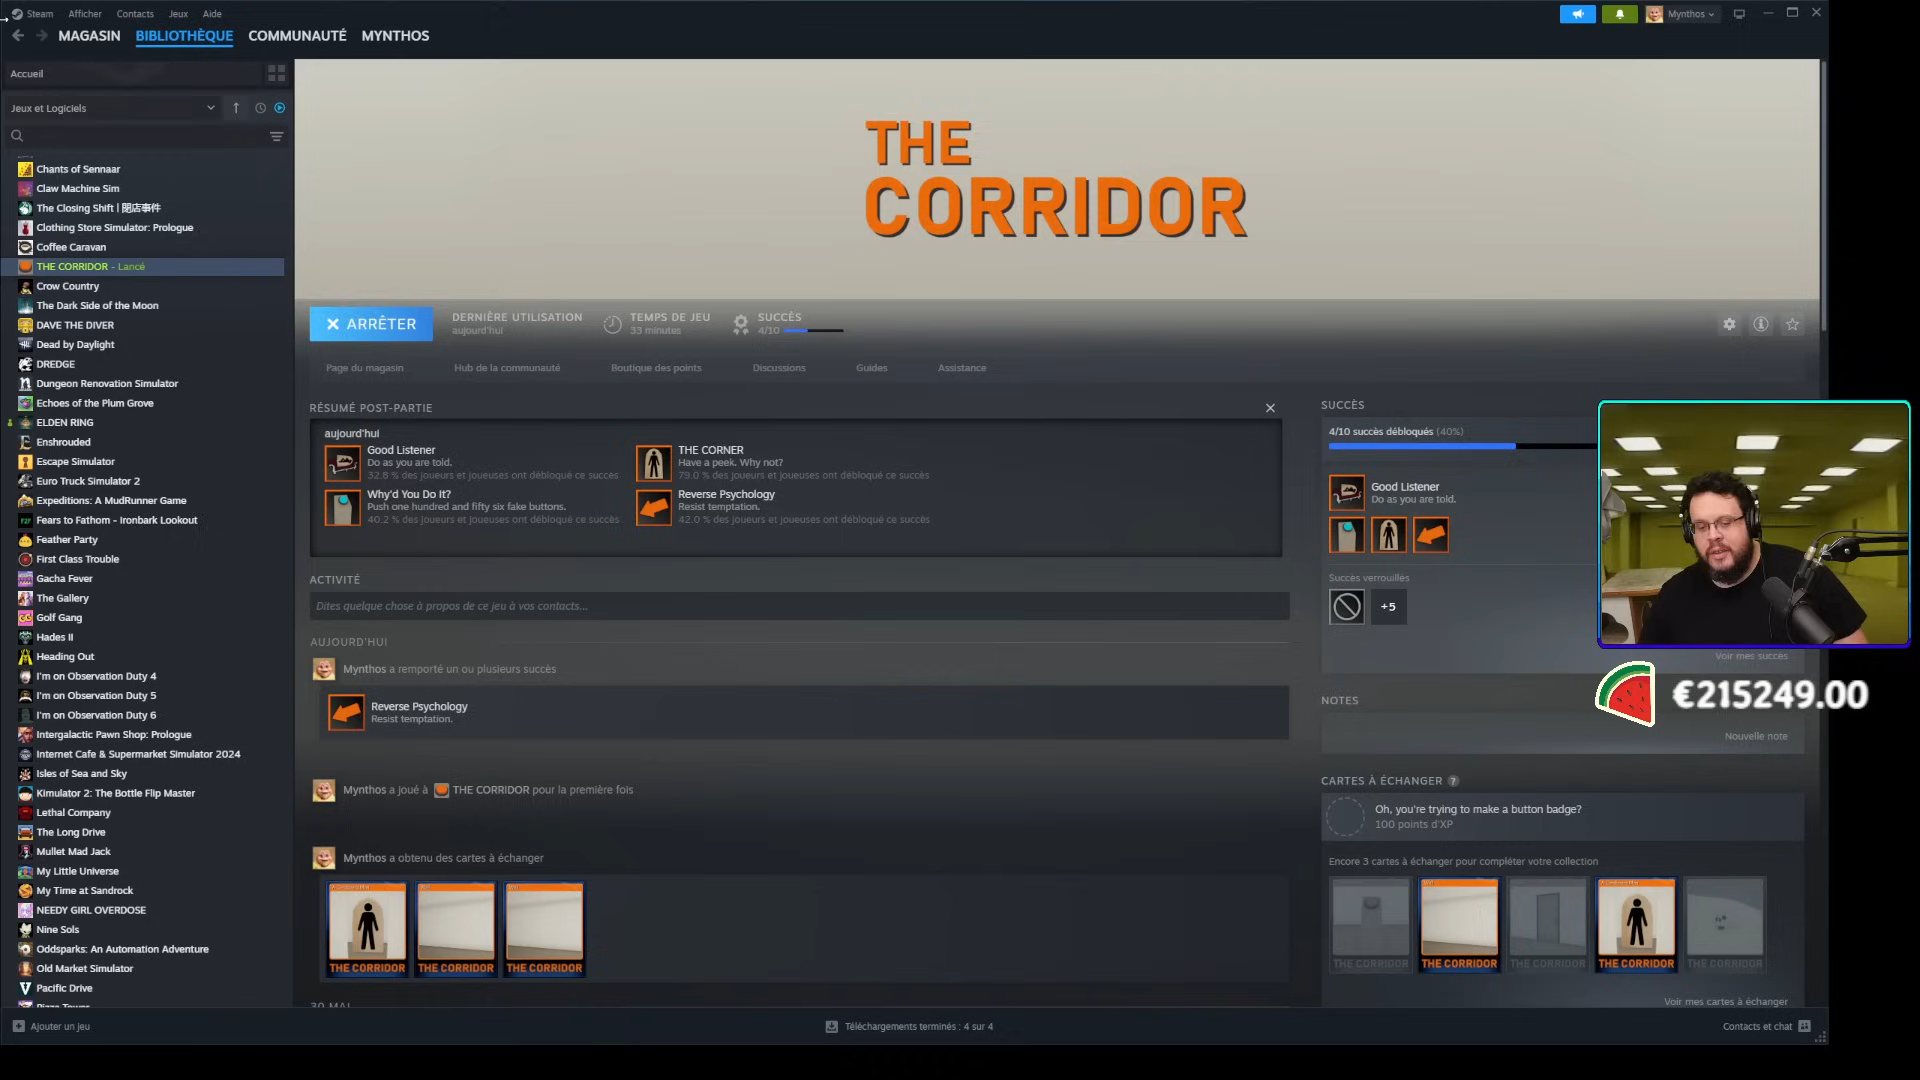 Steam Afficher Contacts Jeux Aide
Mynthos
MAGASIN BIBLIOTHÈQUE COMMUNAUTÉ MYNTHOS
Accueil
Jeux et Logiciels
Chants of Sennaar
Claw Machine Sim
The Closing Shift | 閉店事件
Clothing Store Simulator: Prologue
Coffee Caravan
THE CORRIDOR - Lancé
Crow Country
The Dark Side of the Moon
DAVE THE DIVER
Dead by Daylight
DREDGE
Dungeon Renovation Simulator
Echoes of the Plum Grove
ELDEN RING
Enshrouded
Escape Simulator
Euro Truck Simulator 2
Expeditions: A MudRunner Game
Fears to Fathom - Ironbark Lookout
Feather Party
First Class Trouble
Gacha Fever
The Gallery
Golf Gang
Hades II
Heading Out
I'm on Observation Duty 4
I'm on Observation Duty 5
I'm on Observation Duty 6
Intergalactic Pawn Shop: Prologue
Internet Cafe & Supermarket Simulator 2024
Isles of Sea and Sky
Kimulator 2: The Bottle Flip Master
Lethal Company
The Long Drive
Mullet Mad Jack
My Little Universe
My Time at Sandrock
NEEDY GIRL OVERDOSE
Nine Sols
Oddsparks: An Automation Adventure
Old Market Simulator
Pacific Drive
Pizza Tower
THE
CORRIDOR
ARRÊTER
DERNIÈRE UTILISATION
aujourd'hui
TEMPS DE JEU
33 minutes
SUCCÈS
4/10
Page du magasin Hub de la communauté Boutique des points Discussions Guides Assistance
RÉSUMÉ POST-PARTIE
aujourd'hui
Good Listener
Do as you are told.
32.8 % des joueurs et joueuses ont débloqué ce succès
THE CORNER
Have a peek. Why not?
79.0 % des joueurs et joueuses ont débloqué ce succès
Why'd You Do It?
Push one hundred and fifty six fake buttons.
40.2 % des joueurs et joueuses ont débloqué ce succès
Reverse Psychology
Resist temptation.
42.0 % des joueurs et joueuses ont débloqué ce succès
ACTIVITÉ
Dites quelque chose à propos de ce jeu à vos contacts...
AUJOURD'HUI
Mynthos a remporté un ou plusieurs succès
Reverse Psychology
Resist temptation.
Mynthos a joué à THE CORRIDOR pour la première fois
Mynthos a obtenu des cartes à échanger
THE CORRIDOR THE CORRIDOR THE CORRIDOR
30 MAI
SUCCÈS
4/10 succès débloqués (40%)
Good Listener
Do as you are told.
Succès verrouillés
+5
Voir mes succès
€215249.00
NOTES
Nouvelle note
CARTES À ÉCHANGER ?
Oh, you're trying to make a button badge?
100 points d'XP
Encore 3 cartes à échanger pour compléter votre collection
THE CORRIDOR THE CORRIDOR THE CORRIDOR THE CORRIDOR THE CORRIDOR
Voir mes cartes à échanger
Ajouter un jeu
Téléchargements terminés : 4 sur 4
Contacts et chat